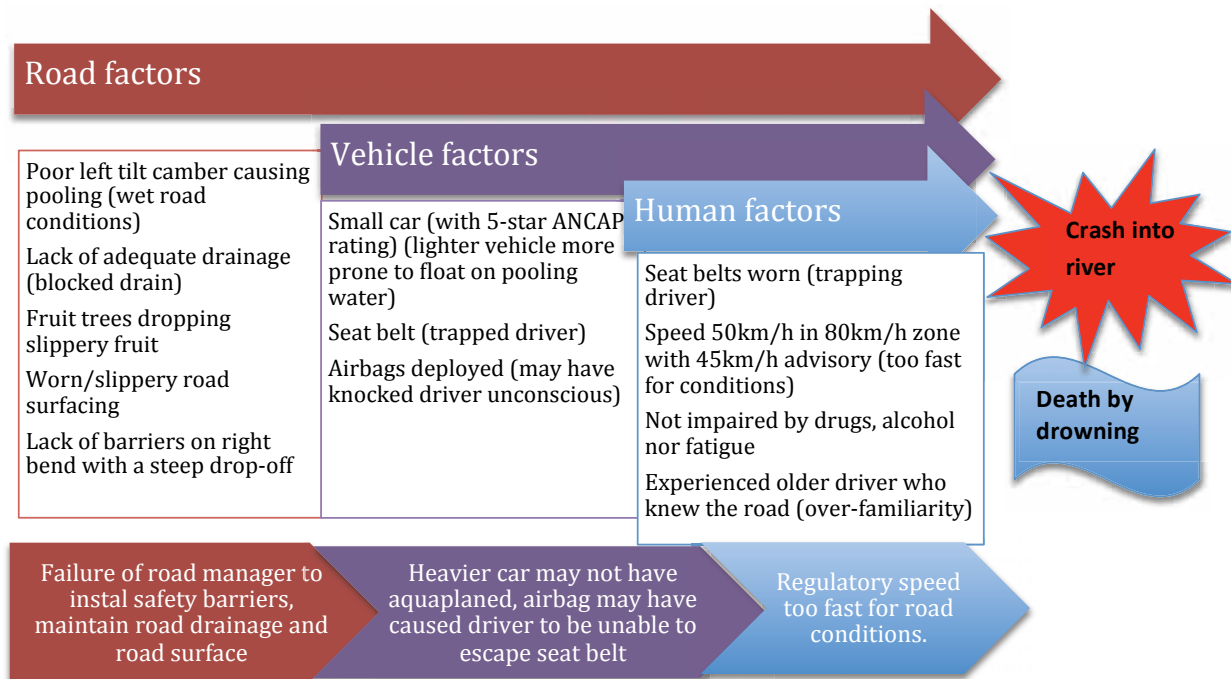 Road factors
Poor left tilt camber causing
pooling (wet road
conditions)
Lack of adequate drainage
(blocked drain)
Fruit trees dropping
slippery fruit
Worn/slippery road
surfacing
Lack of barriers on right
bend with a steep drop-off
Vehicle factors
Small car (with 5-star ANCAP
rating) (lighter vehicle more
prone to float on pooling
water)
Seat belt (trapped driver)
Airbags deployed (may have
knocked driver unconscious)
Human factors
Seat belts worn (trapping
driver)
Speed 50km/h in 80km/h zone
with 45km/h advisory (too fast
for conditions)
Not impaired by drugs, alcohol
nor fatigue
Experienced older driver who
knew the road (over-familiarity)
Crash into
river
Death by
drowning
Failure of road manager to
instal safety barriers,
maintain road drainage and
road surface
Heavier car may not have
aquaplaned, airbag may have
caused driver to be unable to
escape seat belt
Regulatory speed
too fast for road
conditions.